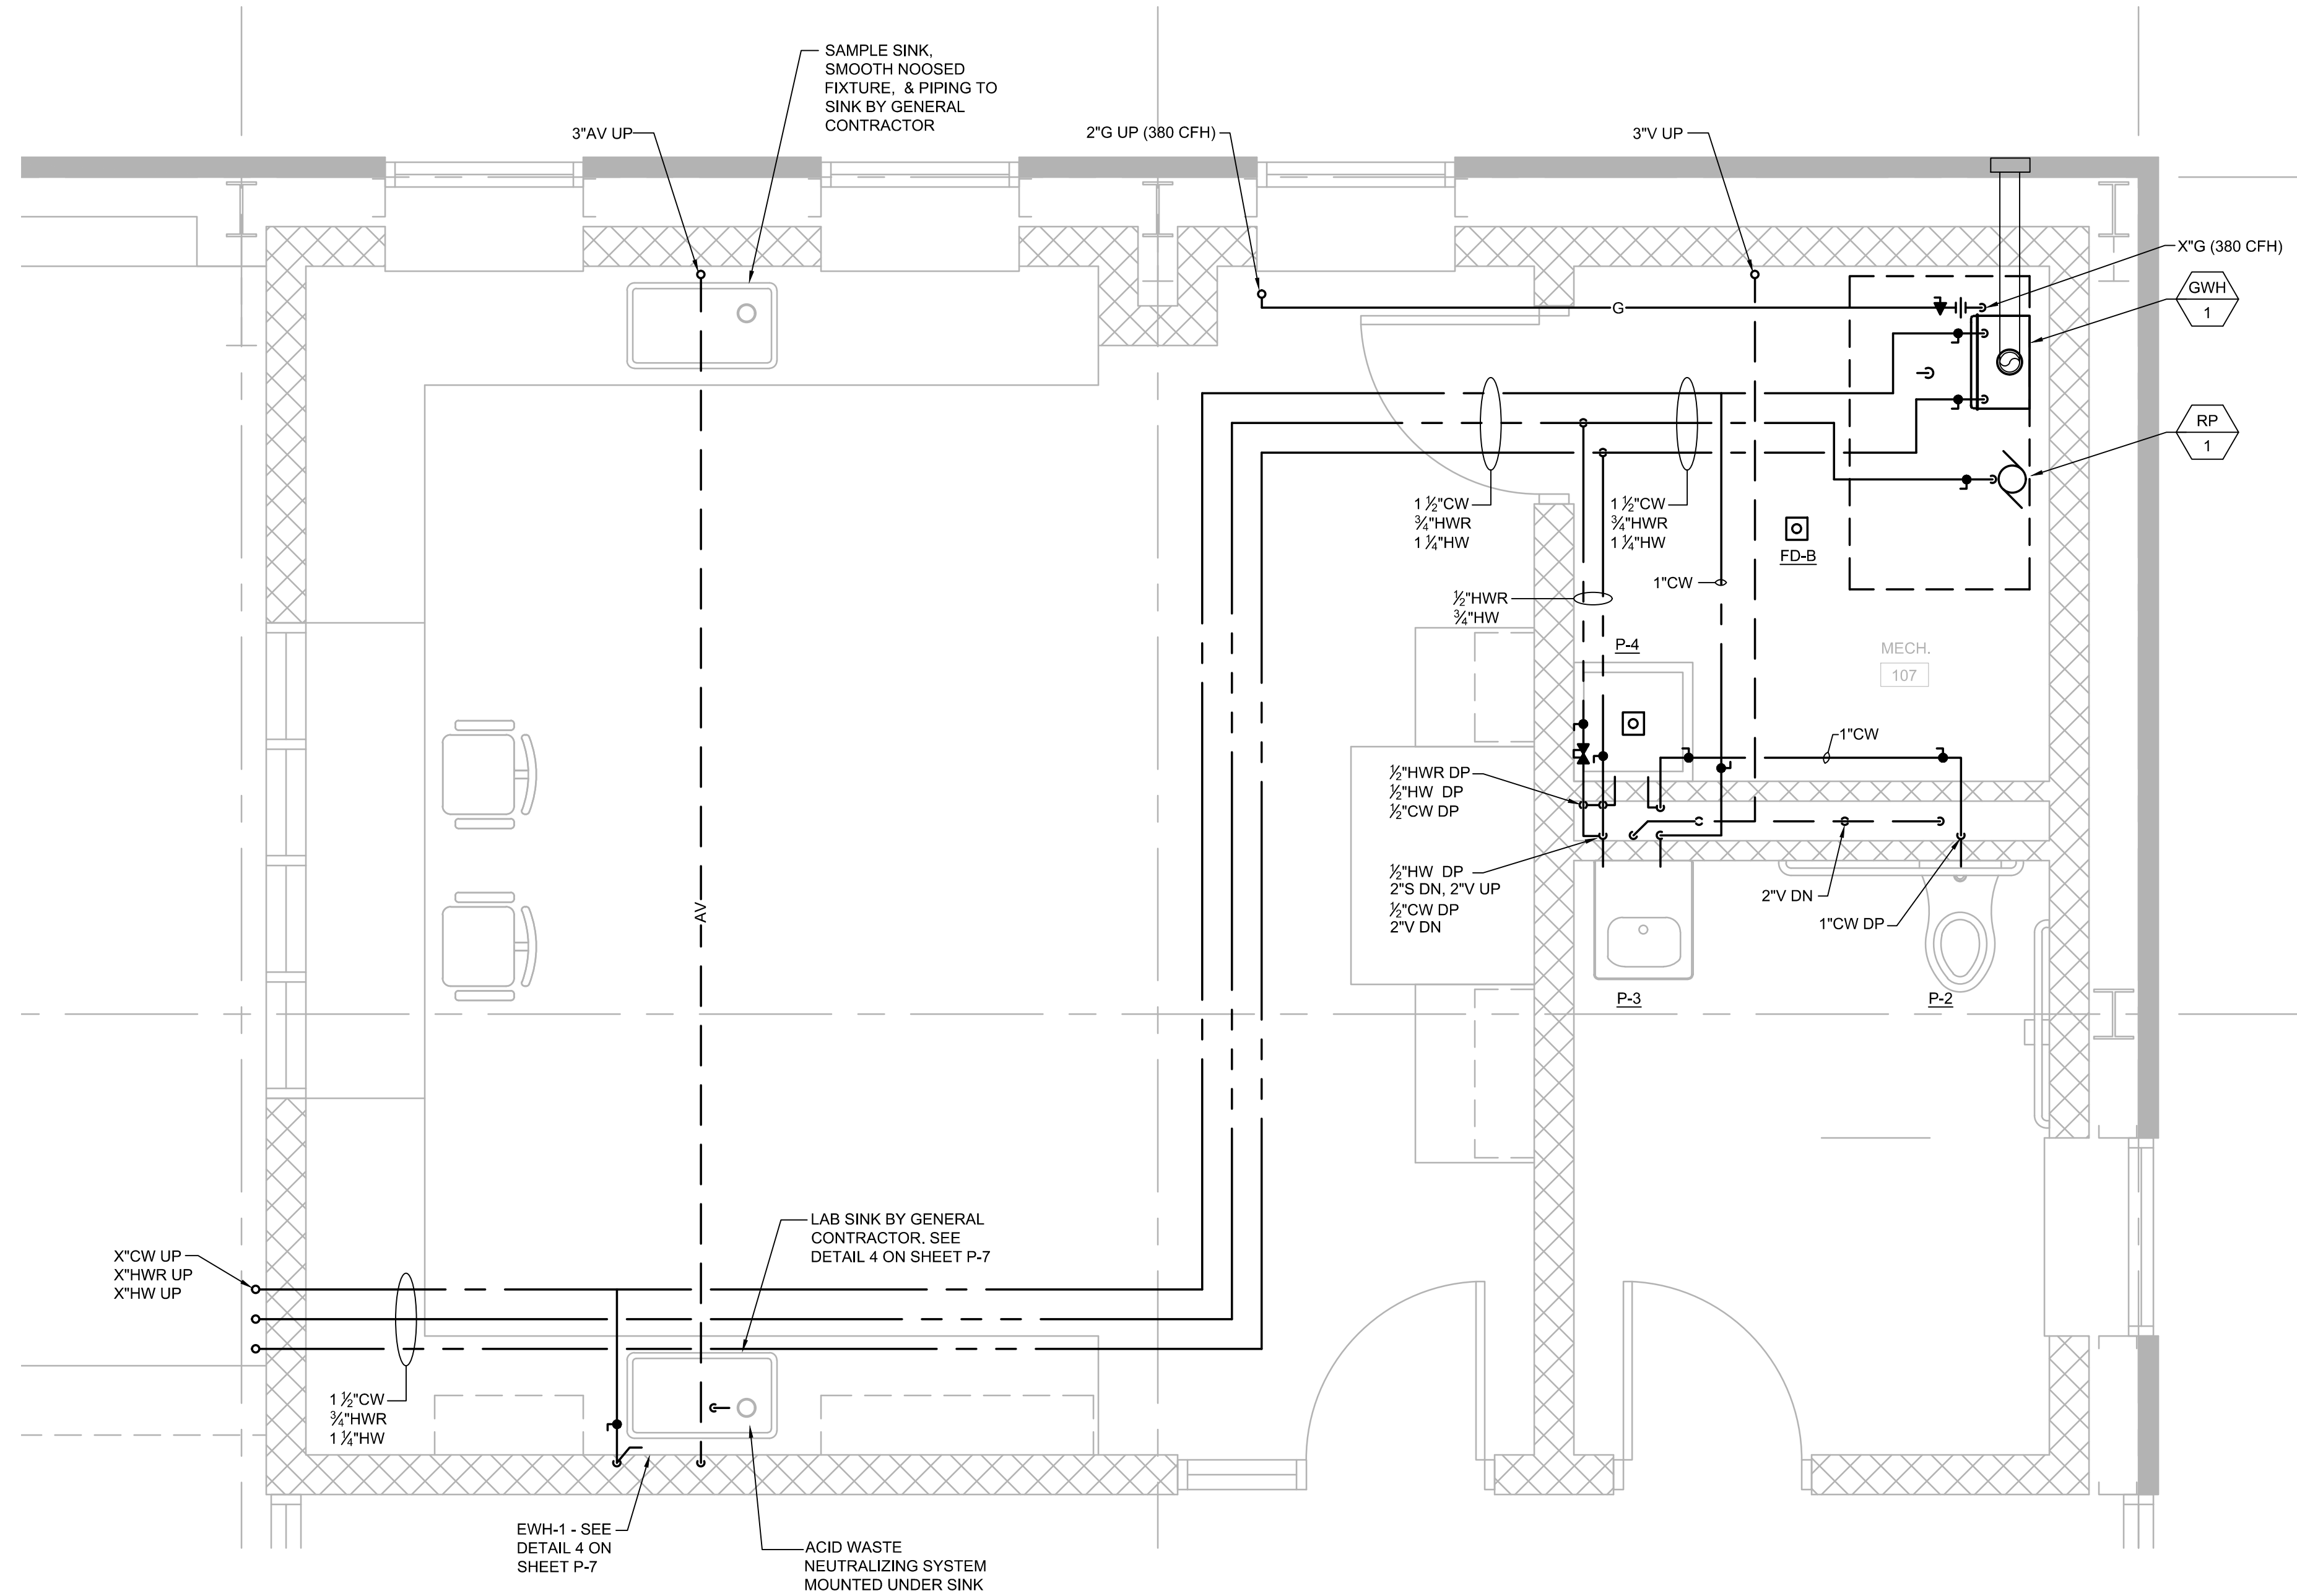 SAMPLE SINK,
SMOOTH NOOSED
FIXTURE, & PIPING TO
SINK BY GENERAL
CONTRACTOR
3"AV UP
2"G UP (380 CFH)
3"V UP
X"G (380 CFH)
GWH
1
G
RP
1
1 ½"CW
¾"HWR
1 ¼"HW
1 ½"CW
¾"HWR
1 ¼"HW
FD-B
1"CW
½"HWR
¾"HW
P-4
MECH.
107
1"CW
½"HWR DP
½"HW DP
½"CW DP
½"HW DP
2"S DN, 2"V UP
½"CW DP
2"V DN
2"V DN
1"CW DP
AV
P-3
P-2
LAB SINK BY GENERAL
CONTRACTOR. SEE
DETAIL 4 ON SHEET P-7
X"CW UP
X"HWR UP
X"HW UP
1 ½"CW
¾"HWR
1 ¼"HW
EWH-1 - SEE
DETAIL 4 ON
SHEET P-7
ACID WASTE
NEUTRALIZING SYSTEM
MOUNTED UNDER SINK